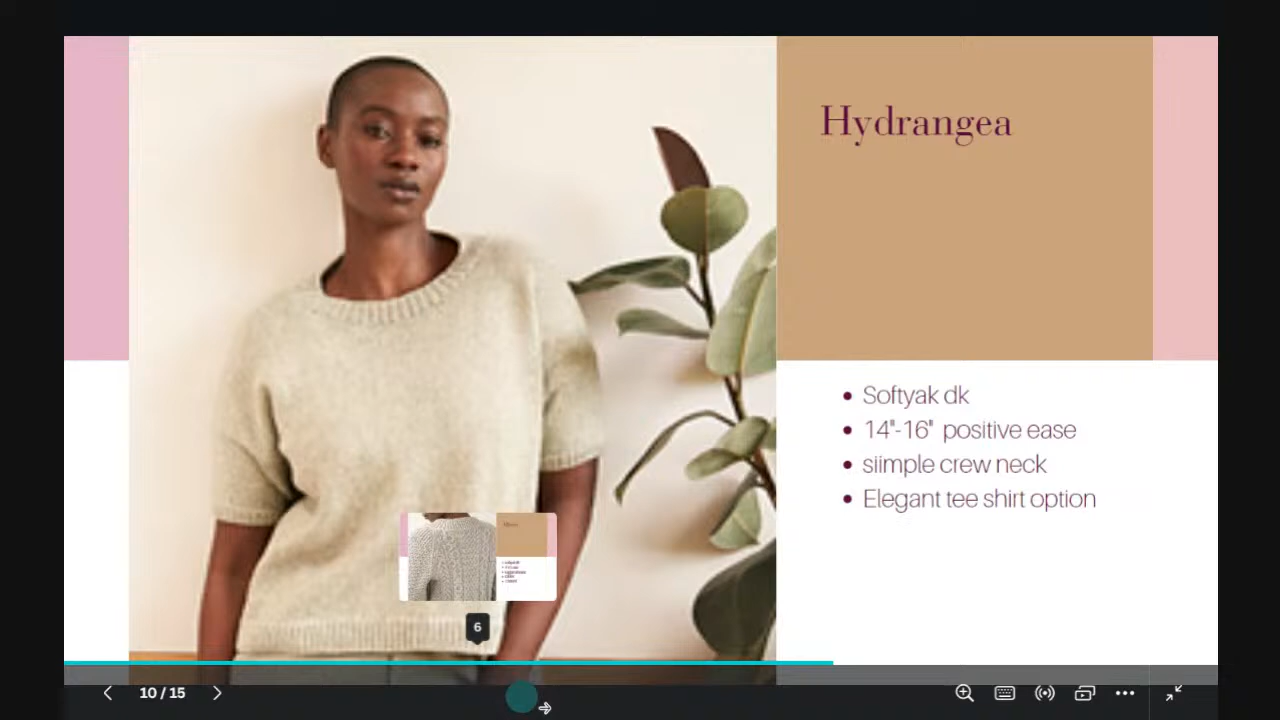 Hydrangea
Softyak dk
14"-16" positive ease
siimple crew neck
Elegant tee shirt option
6
10 / 15